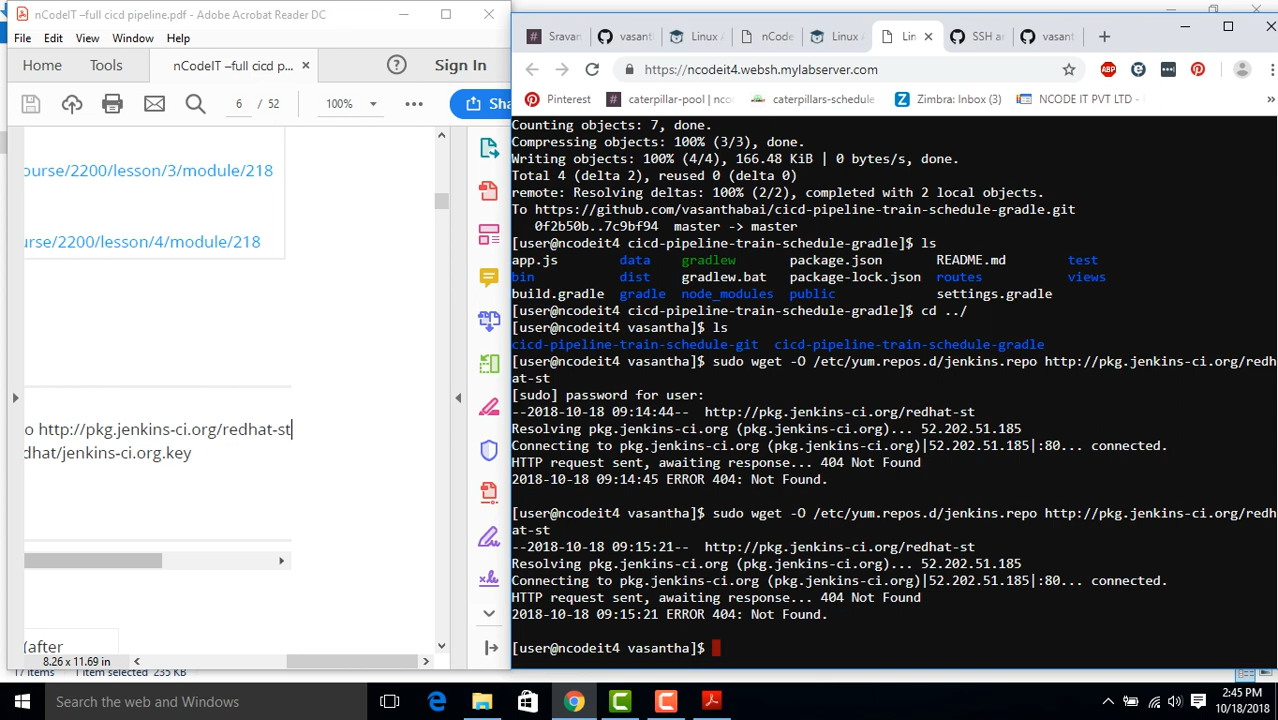 nCodeIT –full cicd pipeline.pdf - Adobe Acrobat Reader DC
File Edit View Window Help
Home Tools nCodeIT –full cicd p... Sign In
6 / 52 100% Sha
ourse/2200/lesson/3/module/218
urse/2200/lesson/4/module/218
o http://pkg.jenkins-ci.org/redhat-st
dhat/jenkins-ci.org.key
(after
8.26 x 11.69 in
17 items 1 item selected 235 KB
Sravan vasanth Linux nCode Linux Lin SSH an vasant
https://ncodeit4.websh.mylabserver.com
Pinterest caterpillar-pool | nco caterpillars-schedule Zimbra: Inbox (3) NCODE IT PVT LTD -
Counting objects: 7, done.
Compressing objects: 100% (3/3), done.
Writing objects: 100% (4/4), 166.48 KiB | 0 bytes/s, done.
Total 4 (delta 2), reused 0 (delta 0)
remote: Resolving deltas: 100% (2/2), completed with 2 local objects.
To https://github.com/vasanthabai/cicd-pipeline-train-schedule-gradle.git
0f2b50b..7c9bf94 master -> master
[user@ncodeit4 cicd-pipeline-train-schedule-gradle]$ ls
app.js data gradlew package.json README.md test
bin dist gradlew.bat package-lock.json routes views
build.gradle gradle node_modules public settings.gradle
[user@ncodeit4 cicd-pipeline-train-schedule-gradle]$ cd ../
[user@ncodeit4 vasantha]$ ls
cicd-pipeline-train-schedule-git cicd-pipeline-train-schedule-gradle
[user@ncodeit4 vasantha]$ sudo wget -O /etc/yum.repos.d/jenkins.repo http://pkg.jenkins-ci.org/redh
at-st
[sudo] password for user:
--2018-10-18 09:14:44-- http://pkg.jenkins-ci.org/redhat-st
Resolving pkg.jenkins-ci.org (pkg.jenkins-ci.org)... 52.202.51.185
Connecting to pkg.jenkins-ci.org (pkg.jenkins-ci.org)|52.202.51.185|:80... connected.
HTTP request sent, awaiting response... 404 Not Found
2018-10-18 09:14:45 ERROR 404: Not Found.
[user@ncodeit4 vasantha]$ sudo wget -O /etc/yum.repos.d/jenkins.repo http://pkg.jenkins-ci.org/redh
at-st
--2018-10-18 09:15:21-- http://pkg.jenkins-ci.org/redhat-st
Resolving pkg.jenkins-ci.org (pkg.jenkins-ci.org)... 52.202.51.185
Connecting to pkg.jenkins-ci.org (pkg.jenkins-ci.org)|52.202.51.185|:80... connected.
HTTP request sent, awaiting response... 404 Not Found
2018-10-18 09:15:21 ERROR 404: Not Found.
[user@ncodeit4 vasantha]$
Search the web and Windows
2:45 PM
10/18/2018